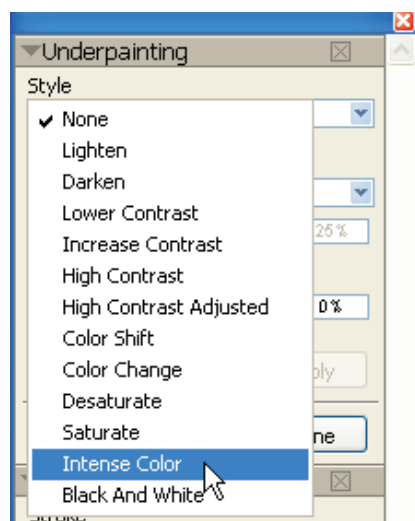 Underpainting
Style
None
Lighten
Darken
Lower Contrast
25%
Increase Contrast
High Contrast
High Contrast Adjusted 0%
Color Shift
Color Change
Desaturate
Saturate
Intense Color
Black And White